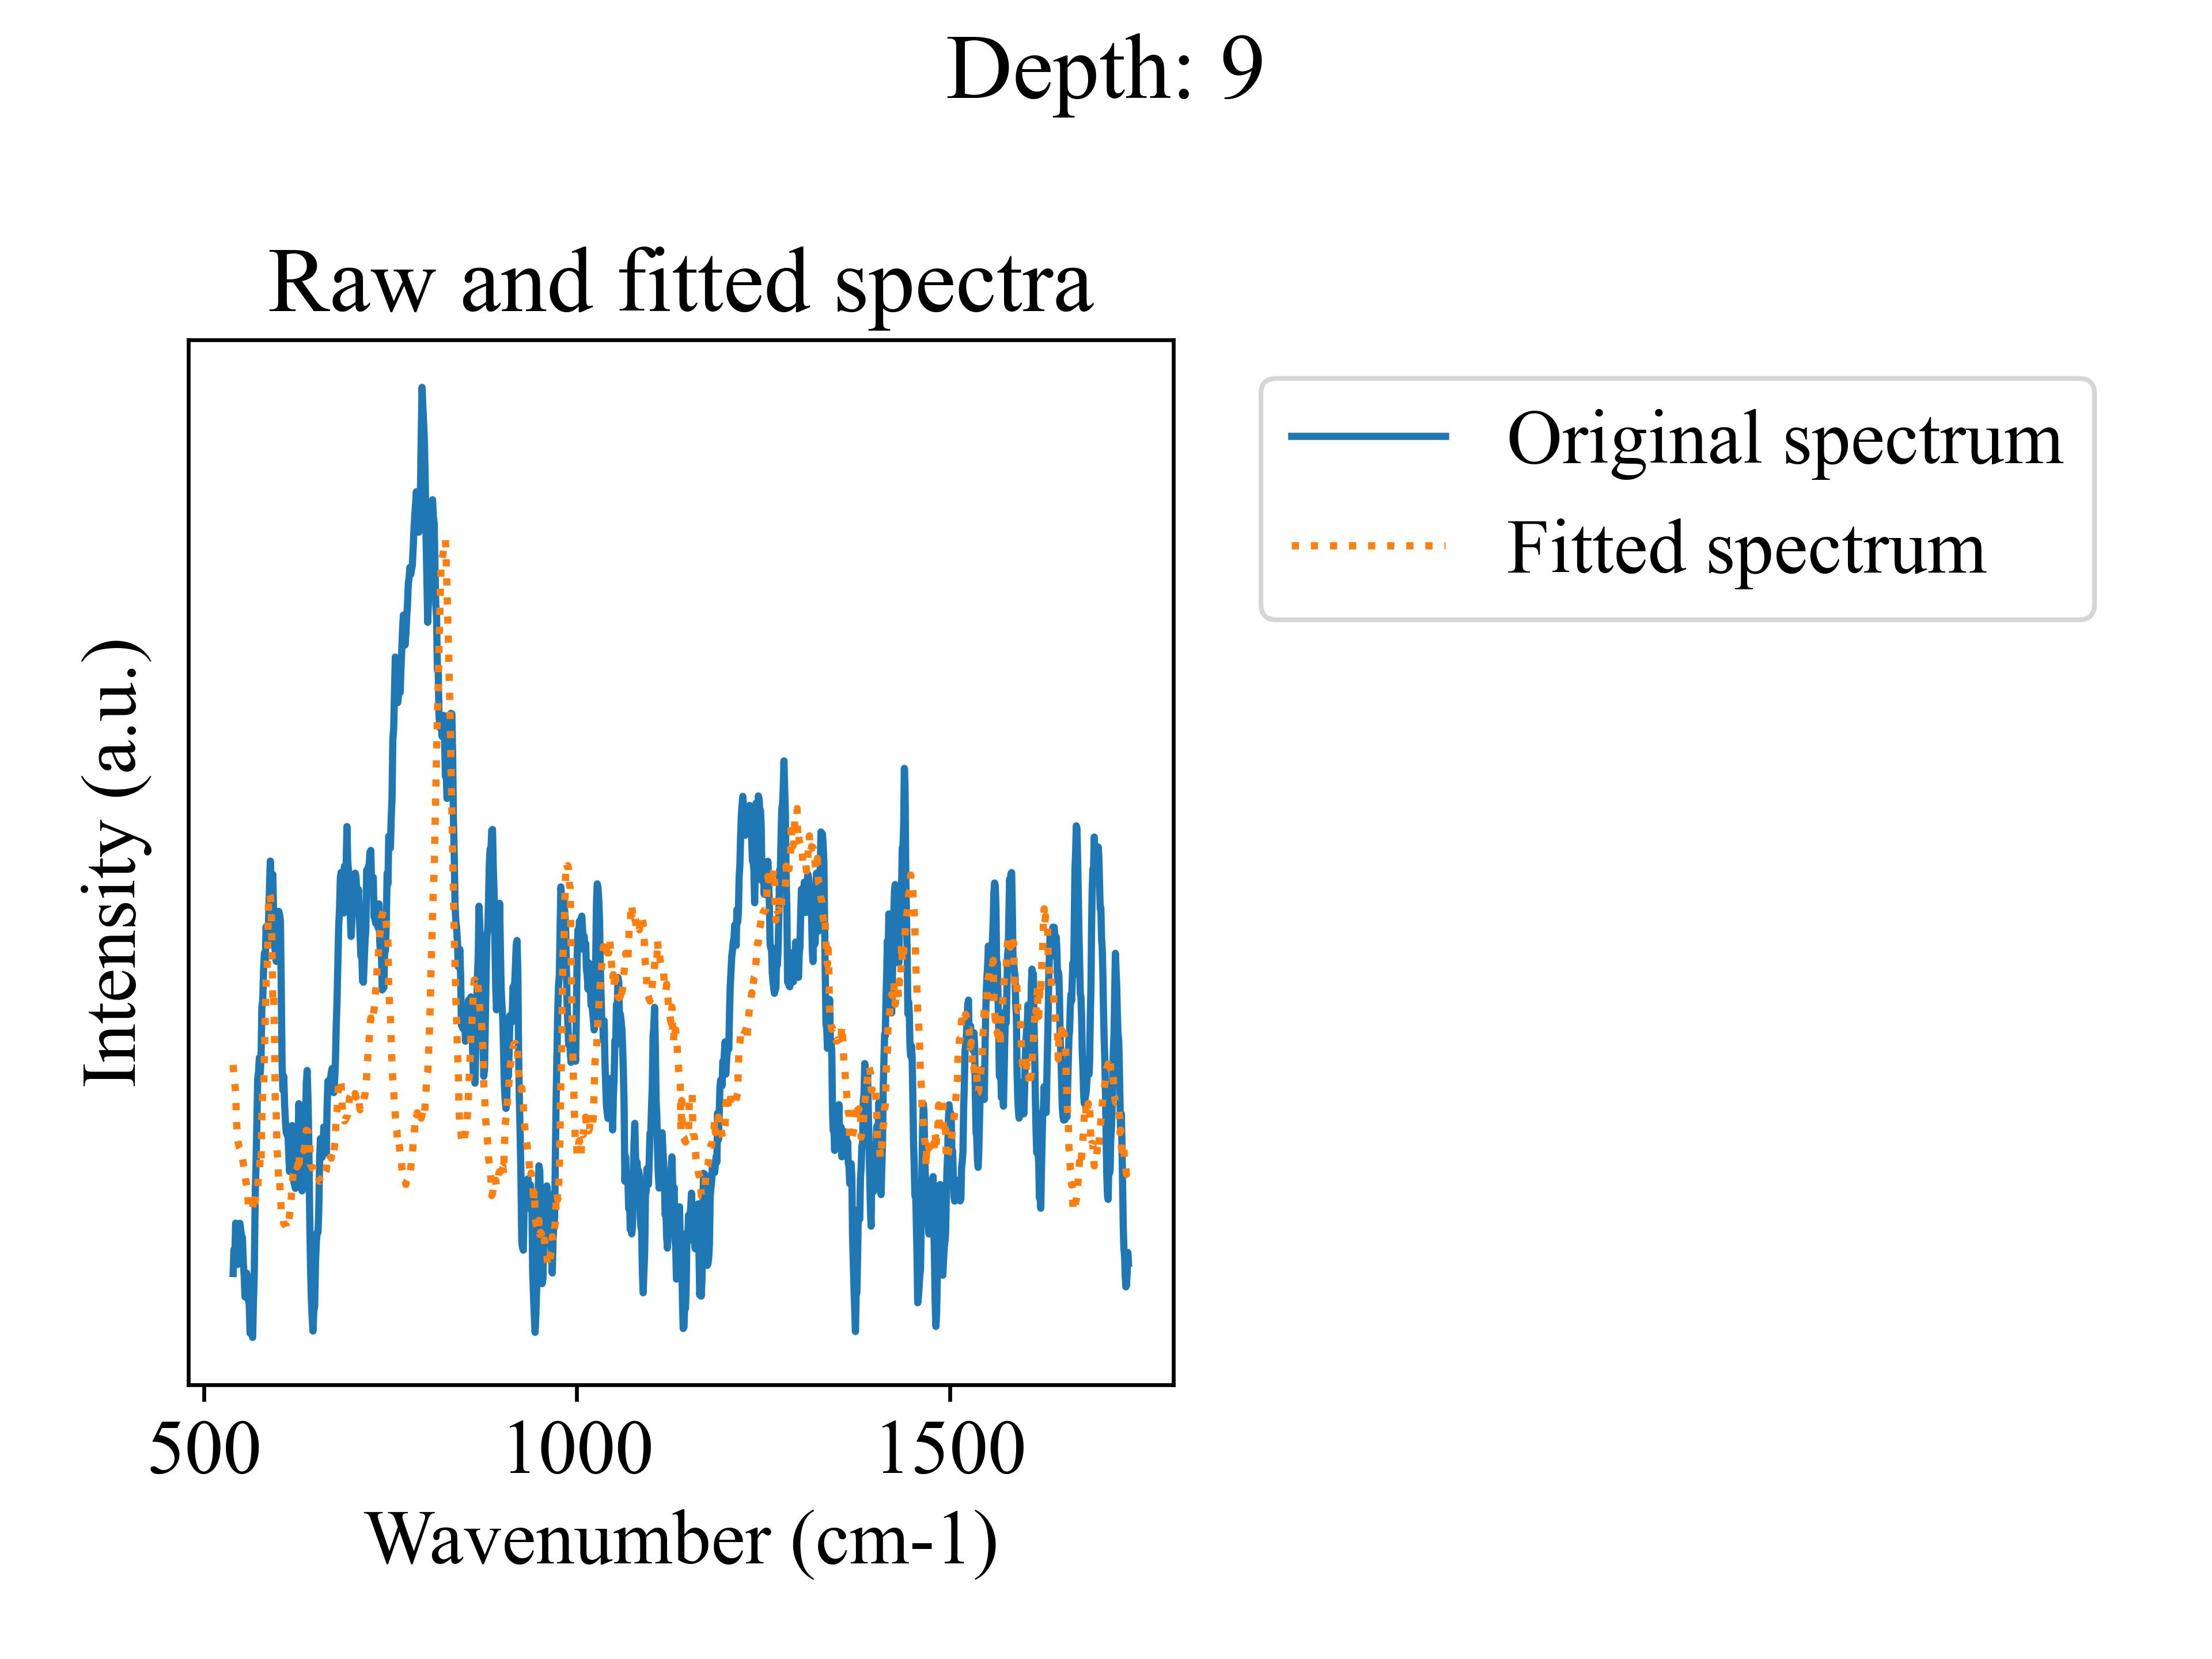 Depth: 9
Raw and fitted spectra
Original spectrum
Fitted spectrum
Intensity (a.u.)
500 1000 1500
Wavenumber (cm-1)